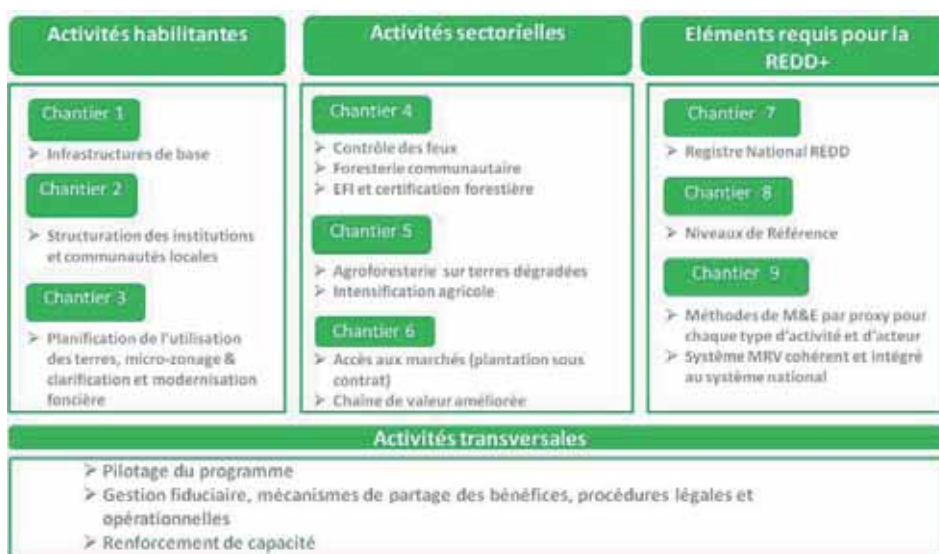 Activités habilitantes
Chantier 1
➢ Infrastructures de base
Chantier 2
➢ Structuration des institutions
et communautés locales
Chantier 3
➢ Planification de l'utilisation
des terres, micro-zonage &
clarification et modernisation
foncière
Activités sectorielles
Chantier 4
➢ Contrôle des feux
➢ Foresterie communautaire
➢ EFI et certification forestière
Chantier 5
➢ Agroforesterie sur terres dégradées
➢ Intensification agricole
Chantier 6
➢ Accès aux marchés (plantation sous
contrat)
➢ Chaîne de valeur améliorée
Eléments requis pour la
REDD+
Chantier 7
➢ Registre National REDD
Chantier 8
➢ Niveaux de Référence
Chantier 9
➢ Méthodes de M&E par proxy pour
chaque type d'activité et d'acteur
➢ Système MRV cohérent et intégré
au système national
Activités transversales
➢ Pilotage du programme
➢ Gestion fiduciaire, mécanismes de partage des bénéfices, procédures légales et
opérationnelles
➢ Renforcement de capacité